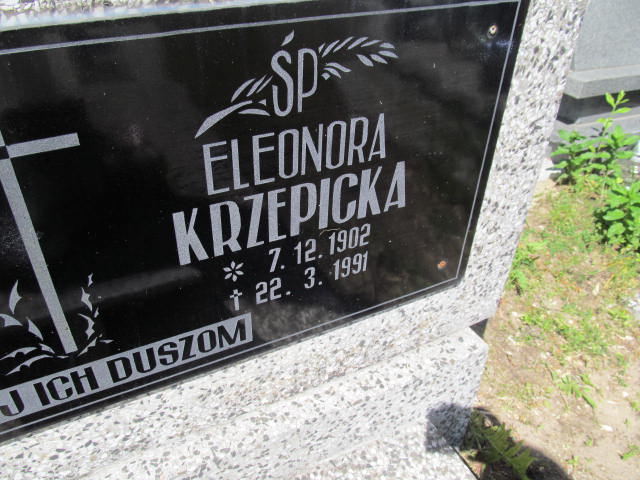 ŚP
ELEONORA
KRZEPICKA
* 7. 12. 1902
✝ 22. 3. 1991
J ICH DUSZOM